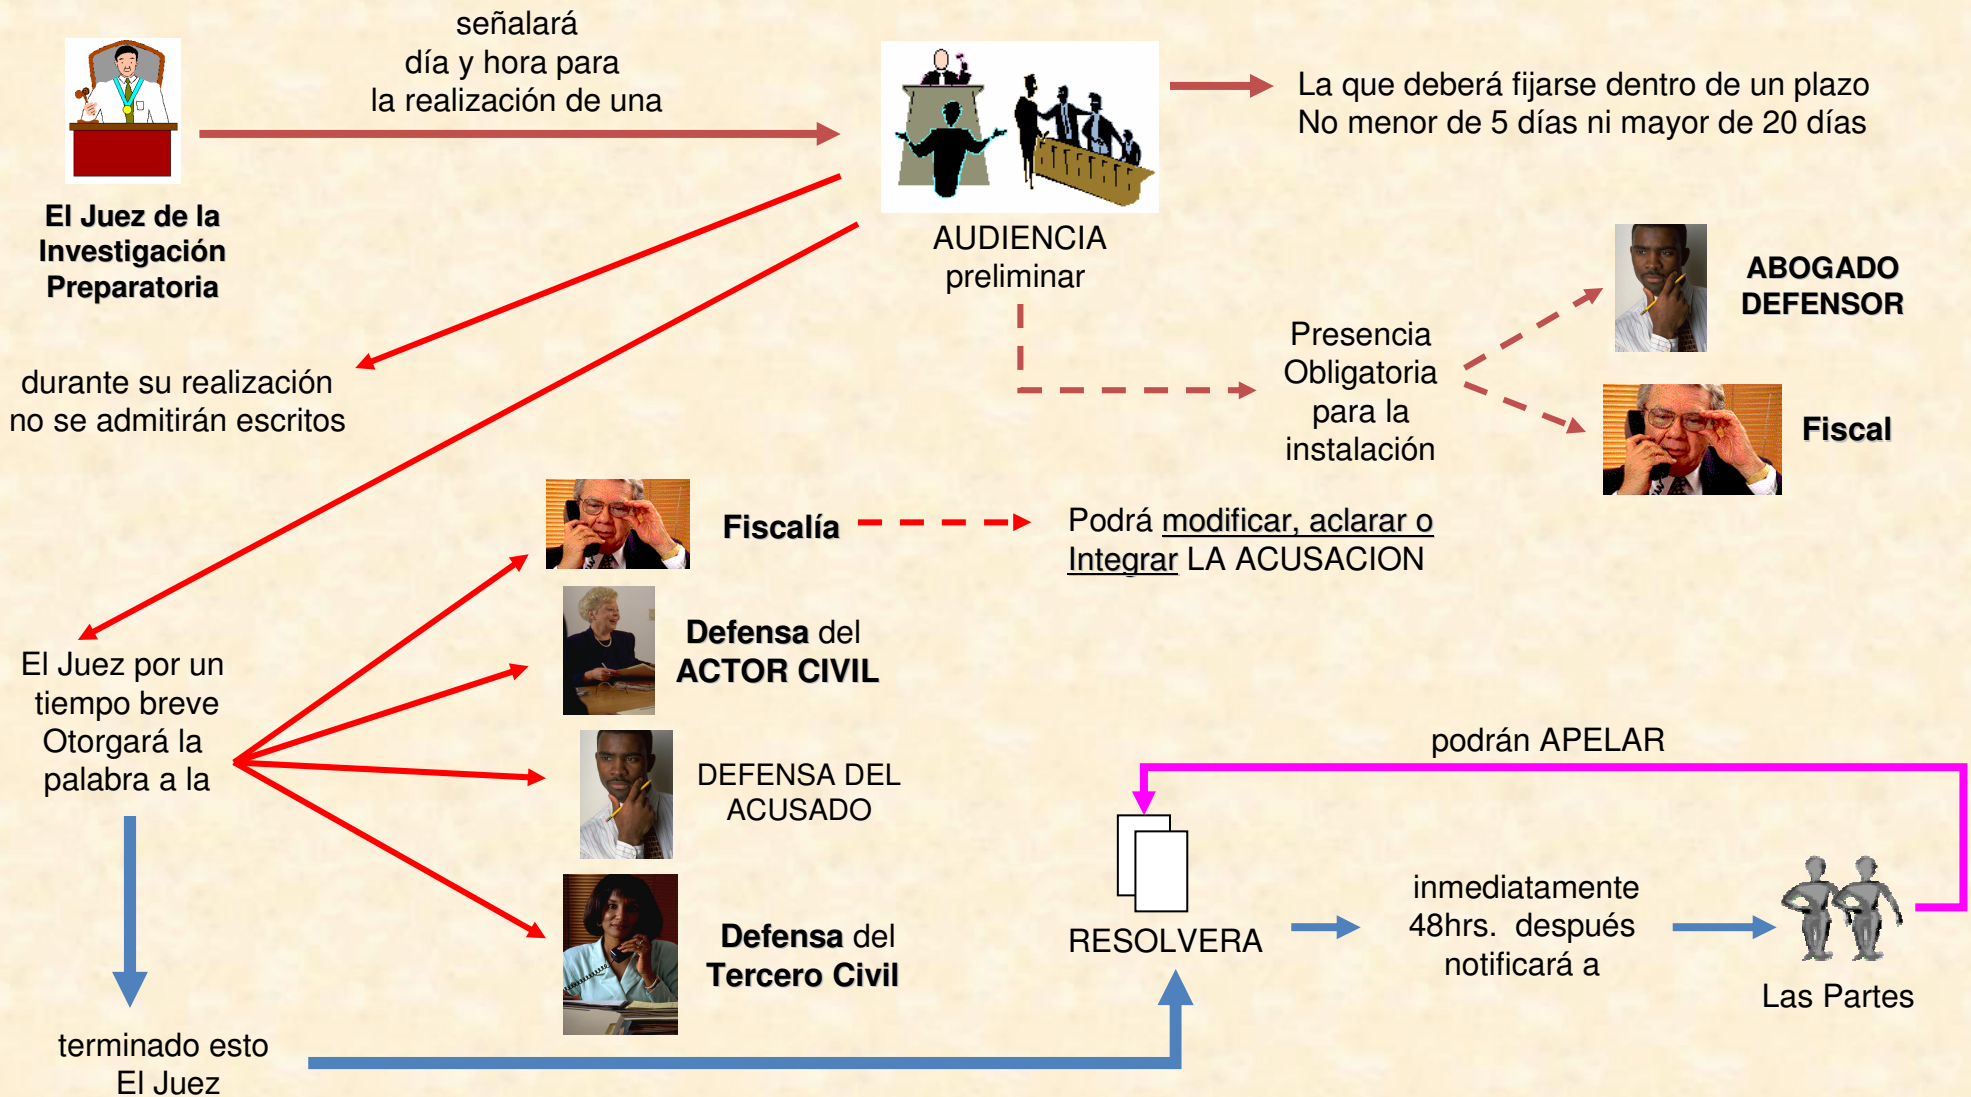 señalará
día y hora para
la realización de una
La que deberá fijarse dentro de un plazo
No menor de 5 días ni mayor de 20 días
El Juez de la
Investigación
Preparatoria
AUDIENCIA
preliminar
ABOGADO
DEFENSOR
Presencia
Obligatoria
para la
instalación
Fiscal
durante su realización
no se admitirán escritos
Fiscalía
Podrá modificar, aclarar o
Integrar LA ACUSACION
Defensa del
ACTOR CIVIL
El Juez por un
tiempo breve
Otorgará la
palabra a la
DEFENSA DEL
ACUSADO
Defensa del
Tercero Civil
podrán APELAR
RESOLVERA
inmediatamente
48hrs.  después
notificará a
Las Partes
terminado esto
El Juez